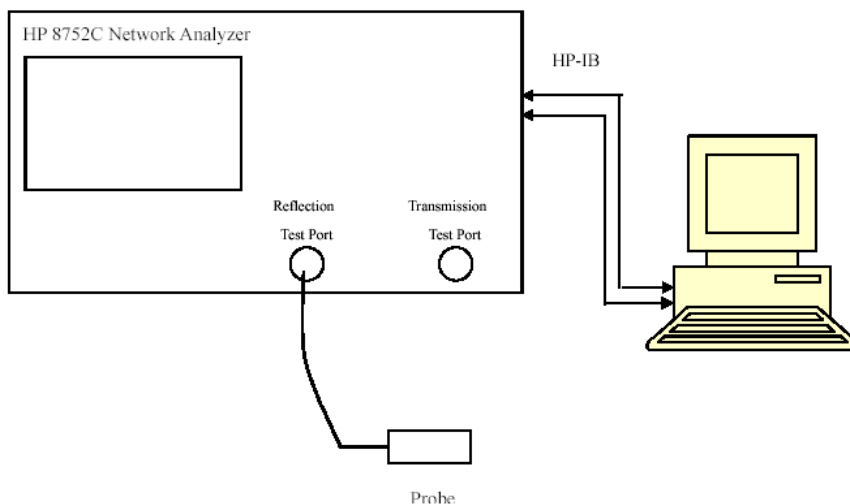 HP 8752C Network Analyzer
HP-IB
Reflection
Test Port
Transmission
Test Port
Probe